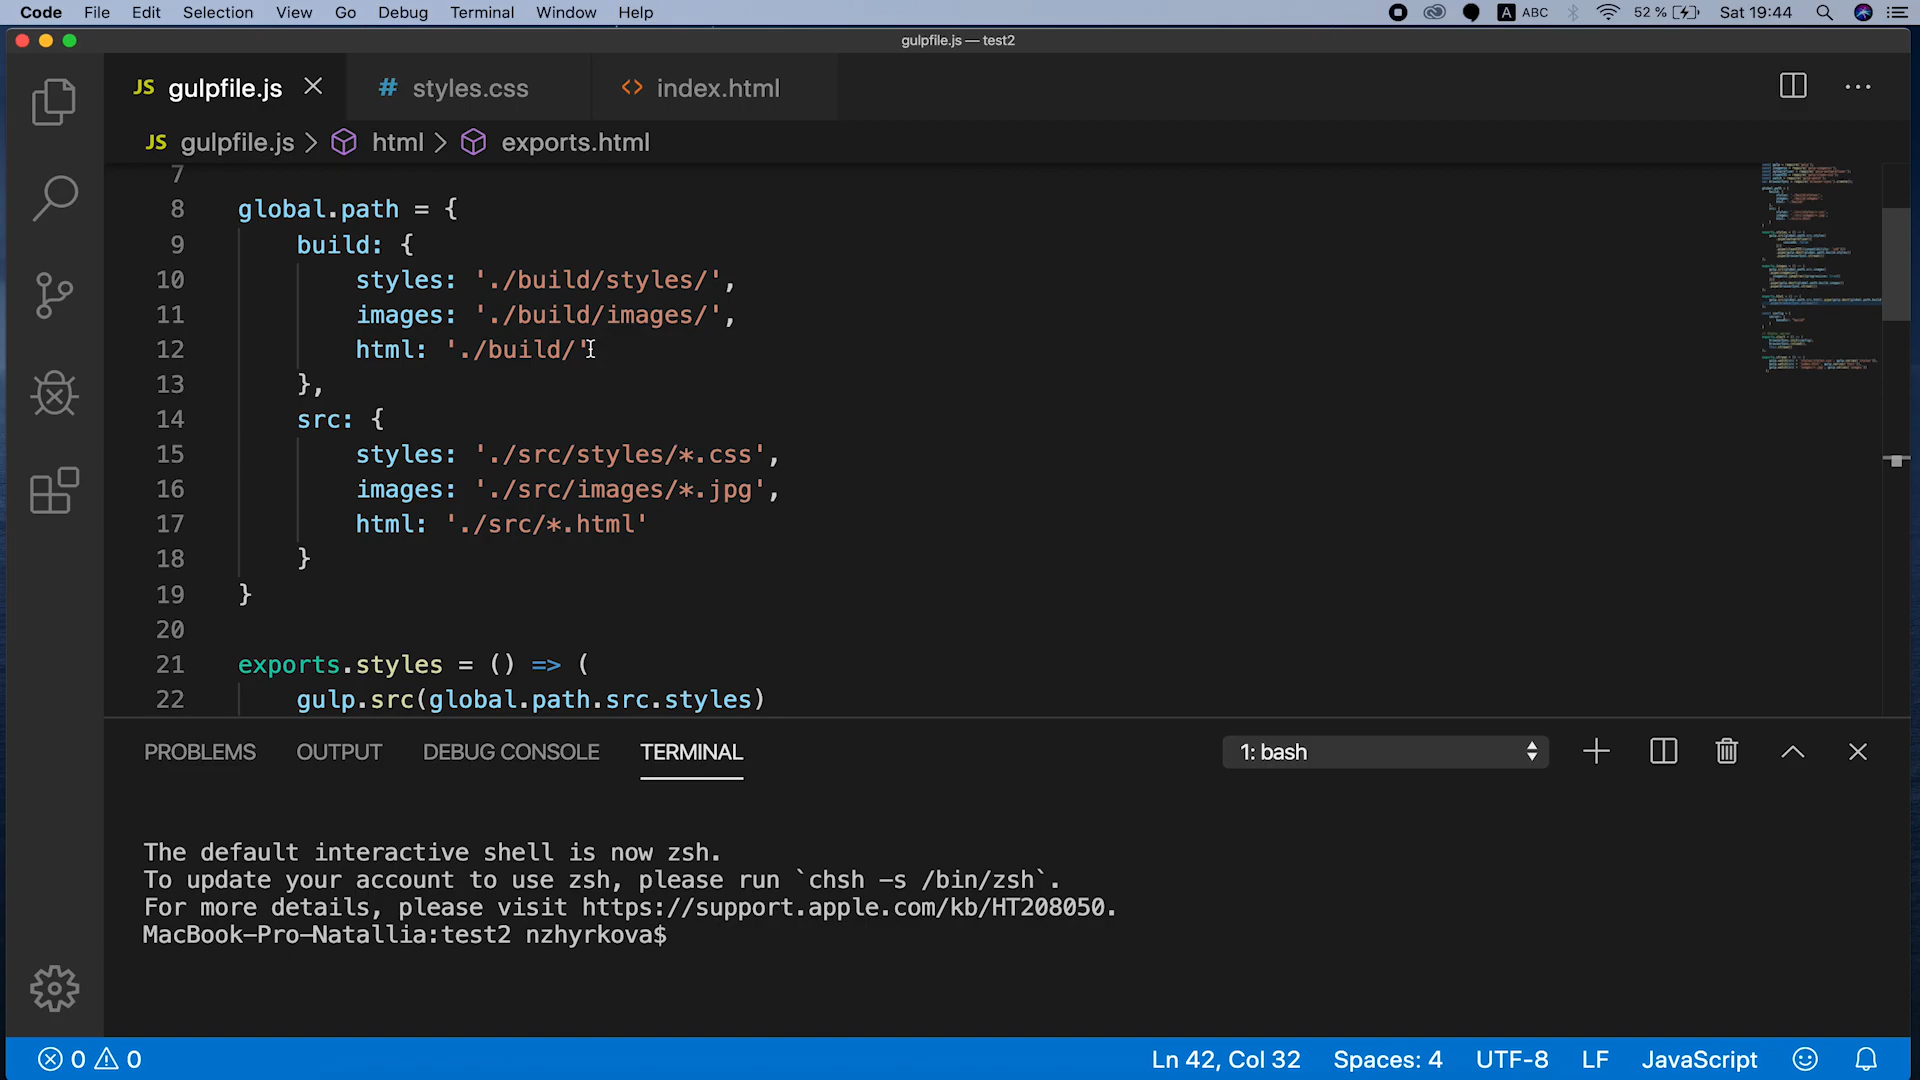 Code File Edit Selection View Go Debug Terminal Window Help A ABC 52 % Sat 19:44
gulpfile.js — test2
JS gulpfile.js # styles.css <> index.html
JS gulpfile.js > html > exports.html
7
8 global.path = {
9 build: {
10 styles: './build/styles/',
11 images: './build/images/',
12 html: './build/'
13 },
14 src: {
15 styles: './src/styles/*.css',
16 images: './src/images/*.jpg',
17 html: './src/*.html'
18 }
19 }
20
21 exports.styles = () => (
22 gulp.src(global.path.src.styles)
PROBLEMS OUTPUT DEBUG CONSOLE TERMINAL 1: bash
The default interactive shell is now zsh.
To update your account to use zsh, please run `chsh -s /bin/zsh`.
For more details, please visit https://support.apple.com/kb/HT208050.
MacBook-Pro-Natallia:test2 nzhyrkova$
0 0 Ln 42, Col 32 Spaces: 4 UTF-8 LF JavaScript